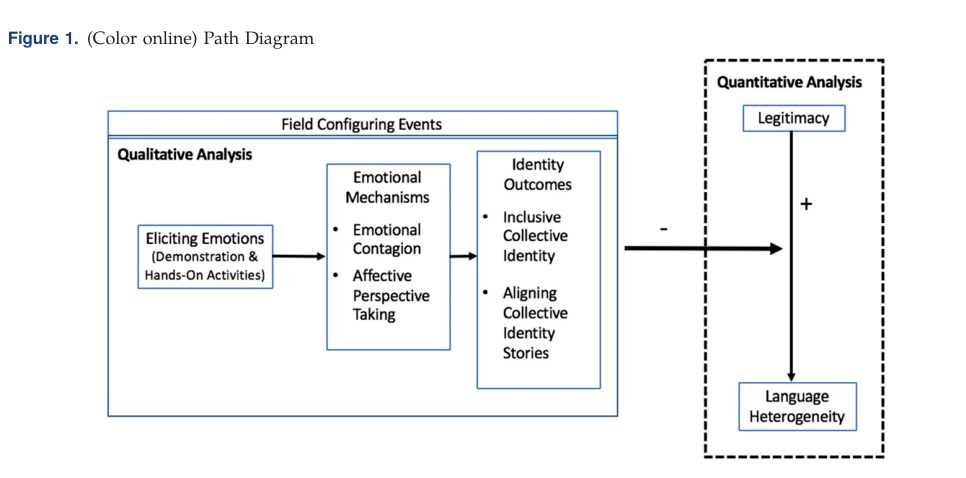 Figure 1. (Color online) Path Diagram
Field Configuring Events
Qualitative Analysis
Eliciting Emotions
(Demonstration &
Hands-On Activities)
Emotional
Mechanisms
• Emotional
Contagion
• Affective
Perspective
Taking
Identity
Outcomes
• Inclusive
Collective
Identity
• Aligning
Collective
Identity
Stories
-
Quantitative Analysis
Legitimacy
+
Language
Heterogeneity